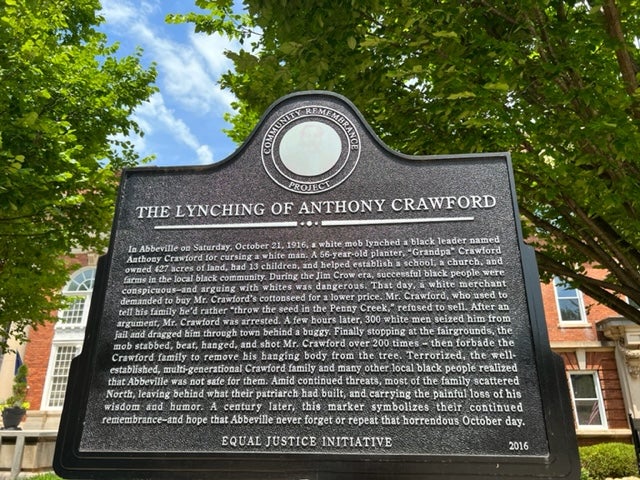 COMMUNITY REMEMBRANCE
PROJECT
THE LYNCHING OF ANTHONY CRAWFORD
In Abbeville on Saturday, October 21, 1916, a white mob lynched a black leader named
Anthony Crawford for cursing a white man. A 56-year-old planter, "Grandpa" Crawford
owned 427 acres of land, had 13 children, and helped establish a school, a church, and
farms in the local black community. During the Jim Crow era, successful black people were
conspicuous–and arguing with whites was dangerous. That day, a white merchant
demanded to buy Mr. Crawford's cottonseed for a lower price. Mr. Crawford, who used to
tell his family he'd rather "throw the seed in the Penny Creek," refused to sell. After an
argument, Mr. Crawford was arrested. A few hours later, 300 white men seized him from
jail and dragged him through town behind a buggy. Finally stopping at the fairgrounds, the
mob stabbed, beat, hanged, and shot Mr. Crawford over 200 times – then forbade the
Crawford family to remove his hanging body from the tree. Terrorized, the well-
established, multi-generational Crawford family and many other local black people realized
that Abbeville was not safe for them. Amid continued threats, most of the family scattered
North, leaving behind what their patriarch had built, and carrying the painful loss of his
wisdom and humor. A century later, this marker symbolizes their continued
remembrance–and hope that Abbeville never forget or repeat that horrendous October day.
EQUAL JUSTICE INITIATIVE
2016